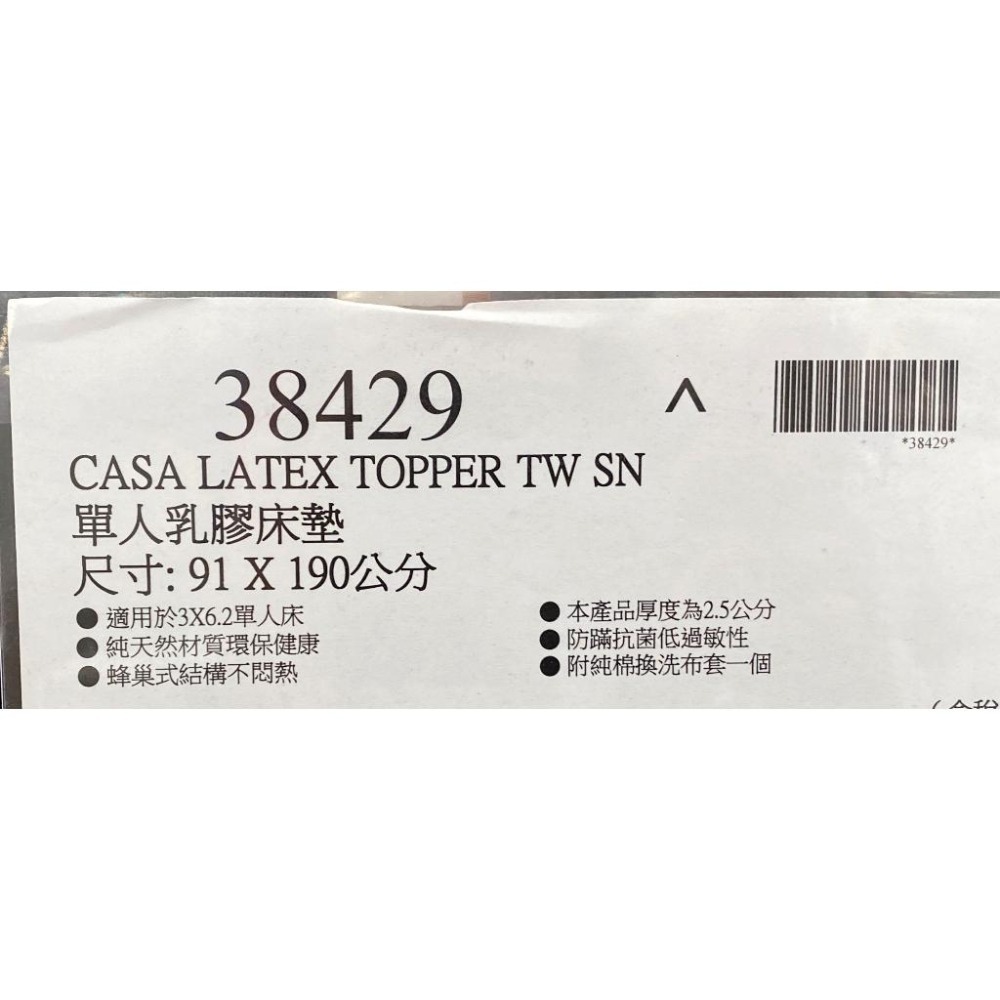 38429
^
*38429*
CASA LATEX TOPPER TW SN
單人乳膠床墊
尺寸: 91 X 190公分
● 適用於3X6.2單人床
● 純天然材質環保健康
● 蜂巢式結構不悶熱
● 本產品厚度為2.5公分
● 防蹣抗菌低過敏性
● 附純棉換洗布套一個